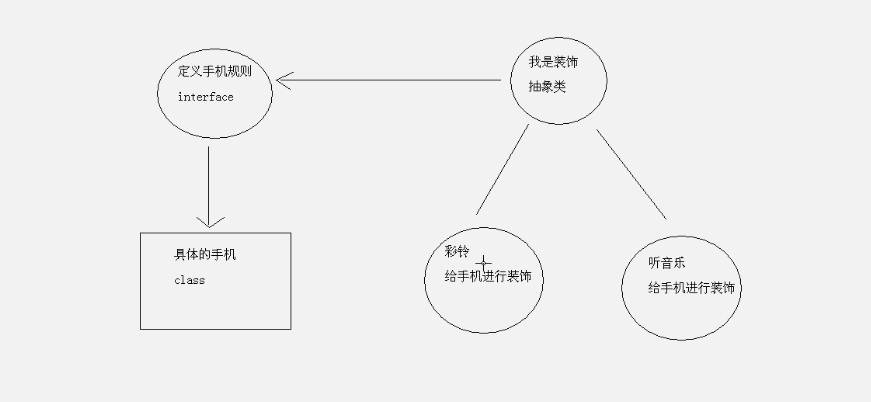 定义手机规则
interface
我是装饰
抽象类
具体的手机
class
彩铃
给手机进行装饰
听音乐
给手机进行装饰